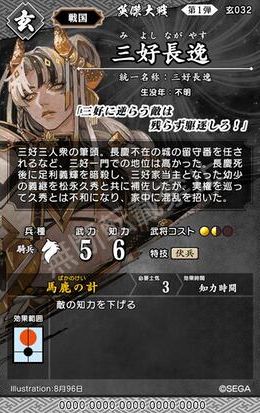 玄
戦国
英傑大戦
第1弾
玄032
みよし ながやす
三好長逸
統一名称：三好長逸
生没年：不明
「三好に逆らう敵は
残らず駆逐しろ！」
三好三人衆の筆頭。長慶不在の城の留守番を任
されるなど、三好一門での地位は高かった。長慶死
後に足利義輝を暗殺し、三好家当主となった幼少
の義継を松永久秀と共に補佐したが、実権を巡っ
て久秀とは不和になり、家中に混乱を招いた。
兵種
騎兵
武力
5
知力
6
武将コスト
特技
伏兵
ばかのけい
馬鹿の計
必要士気
3
効果時間
知力時間
敵の知力を下げる
効果範囲
Illustration:8月96日
©SEGA
0000-0000-0000-0000-0000